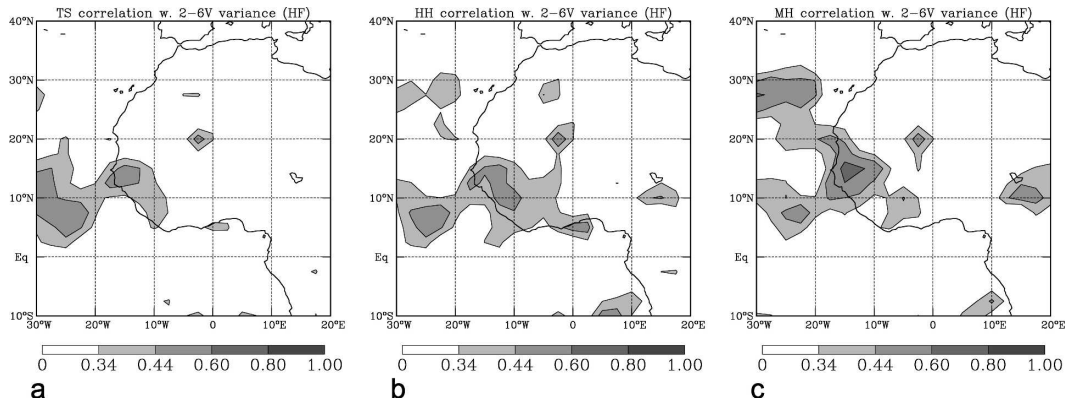 TS correlation w. 2-6V variance (HF)
40°N
30°N
20°N
10°N
Eq
10°S
30°W 20°W 10°W 0 10°E 20°E
0 0.34 0.44 0.60 0.80 1.00
a
HH correlation w. 2-6V variance (HF)
40°N
30°N
20°N
10°N
Eq
10°S
30°W 20°W 10°W 0 10°E 20°E
0 0.34 0.44 0.60 0.80 1.00
b
MH correlation w. 2-6V variance (HF)
40°N
30°N
20°N
10°N
Eq
10°S
30°W 20°W 10°W 0 10°E 20°E
0 0.34 0.44 0.60 0.80 1.00
c